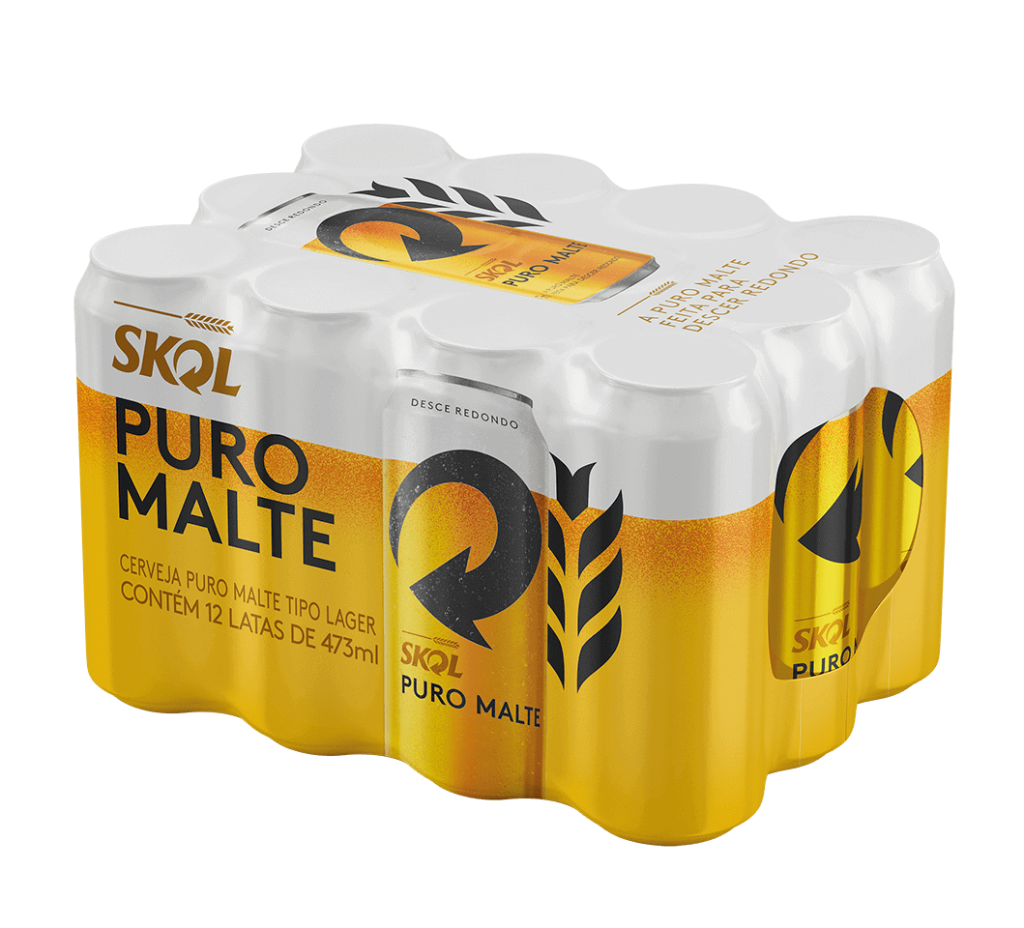 DESCE REDONDO
SKOL
PURO MALTE
A PURO MALTE
FEITA PARA
DESCER REDONDO
SKOL
PURO
MALTE
CERVEJA PURO MALTE TIPO LAGER
CONTÉM 12 LATAS DE 473ml
DESCE REDONDO
SKOL
PURO MALTE
SKOL
PURO